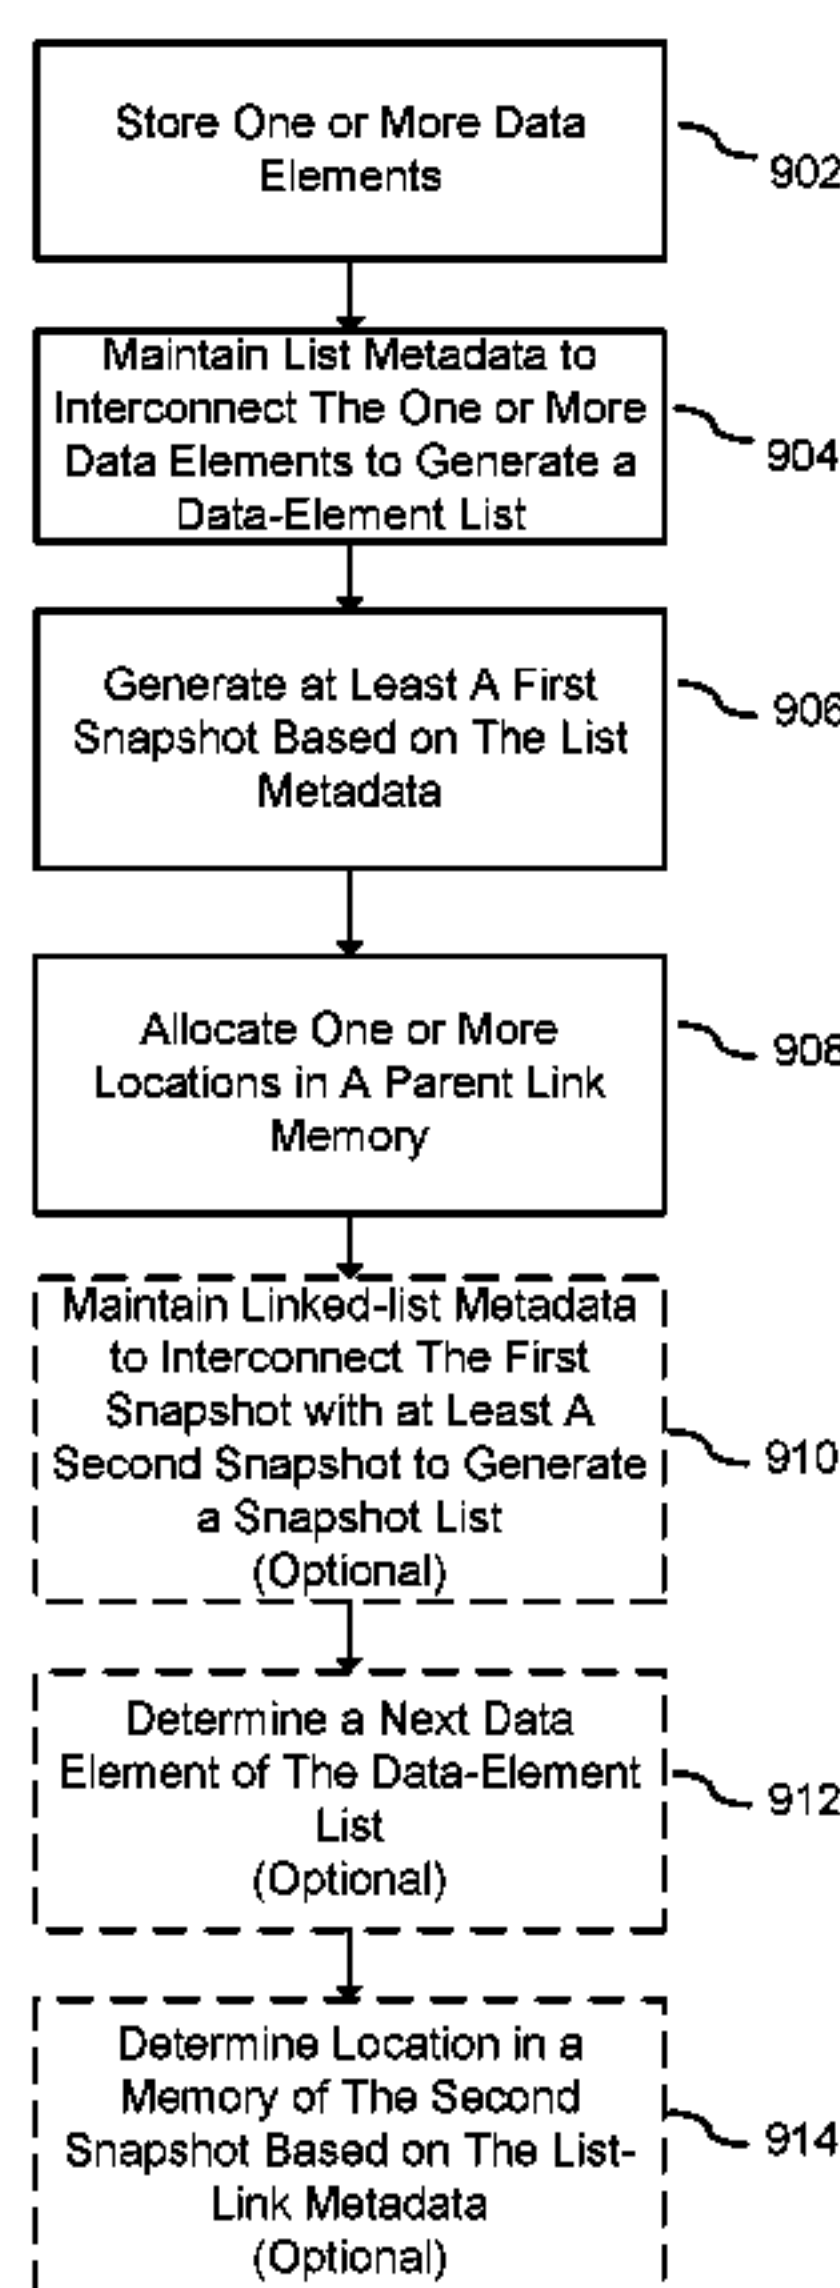 Store One or More Data
Elements
902
Maintain List Metadata to
Interconnect The One or More
Data Elements to Generate a
Data-Element List
904
Generate at Least A First
Snapshot Based on The List
Metadata
906
Allocate One or More
Locations in A Parent Link
Memory
908
Maintain Linked-list Metadata
to Interconnect The First
Snapshot with at Least A
Second Snapshot to Generate
a Snapshot List
(Optional)
910
Determine a Next Data
Element of The Data-Element
List
(Optional)
912
Determine Location in a
Memory of The Second
Snapshot Based on The List-
Link Metadata
(Optional)
914